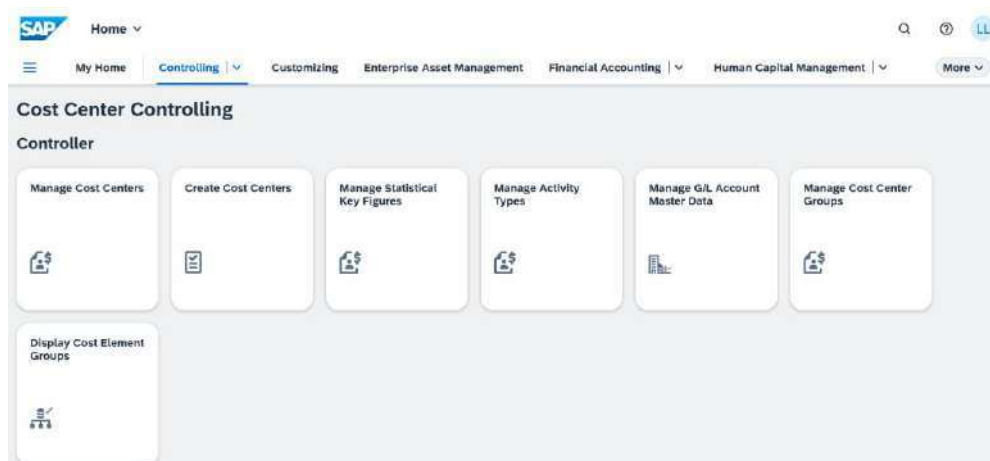 SAP Home
LL
My Home Controlling Customizing Enterprise Asset Management Financial Accounting Human Capital Management More
Cost Center Controlling
Controller
Manage Cost Centers
Create Cost Centers
Manage Statistical
Key Figures
Manage Activity
Types
Manage G/L Account
Master Data
Manage Cost Center
Groups
Display Cost Element
Groups